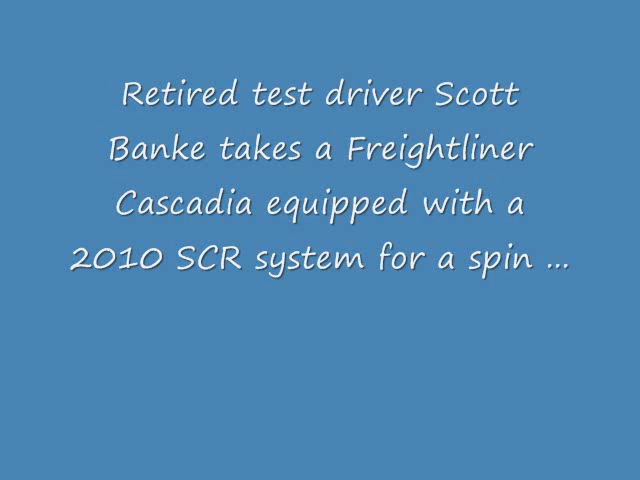 Retired test driver Scott
Banke takes a Freightliner
Cascadia equipped with a
2010 SCR system for a spin ...